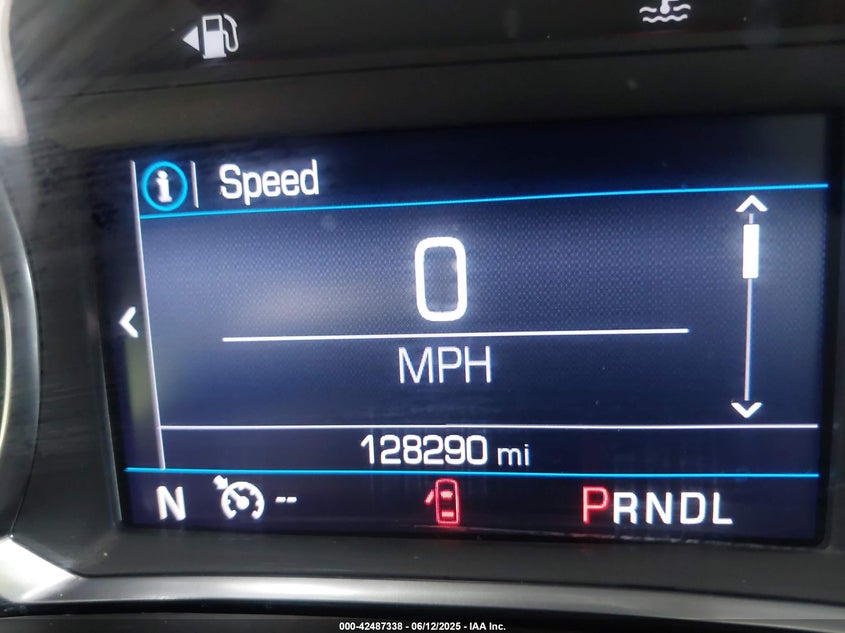 Speed
0
MPH
128290 mi
N -- PRNDL
000-42487338 - 06/12/2025 - IAA Inc.